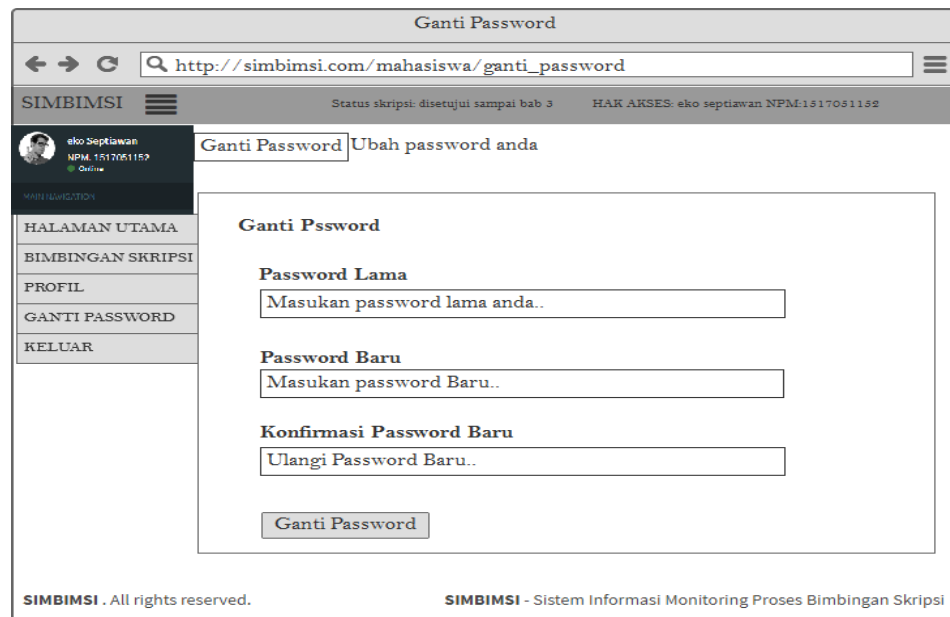 Ganti Password
http://simbimsi.com/mahasiswa/ganti_password
SIMBIMSI Status skripsi: disetujui sampai bab 3 HAK AKSES: eko septiawan NPM:1517051152
eko Septiawan
NPM. 1517051152
Online
MAIN NAVIGATION
Ganti Password Ubah password anda
HALAMAN UTAMA
BIMBINGAN SKRIPSI
PROFIL
GANTI PASSWORD
KELUAR
Ganti Pssword
Password Lama
Masukan password lama anda..
Password Baru
Masukan password Baru..
Konfirmasi Password Baru
Ulangi Password Baru..
Ganti Password
SIMBIMSI . All rights reserved. SIMBIMSI - Sistem Informasi Monitoring Proses Bimbingan Skripsi